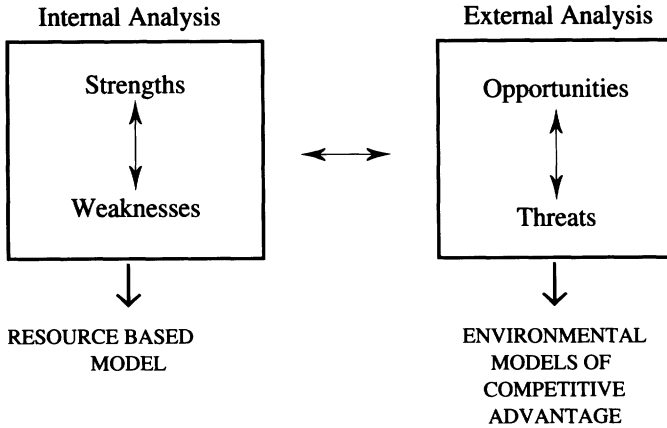 Internal Analysis
Strengths
Weaknesses
RESOURCE BASED
MODEL
External Analysis
Opportunities
Threats
ENVIRONMENTAL
MODELS OF
COMPETITIVE
ADVANTAGE